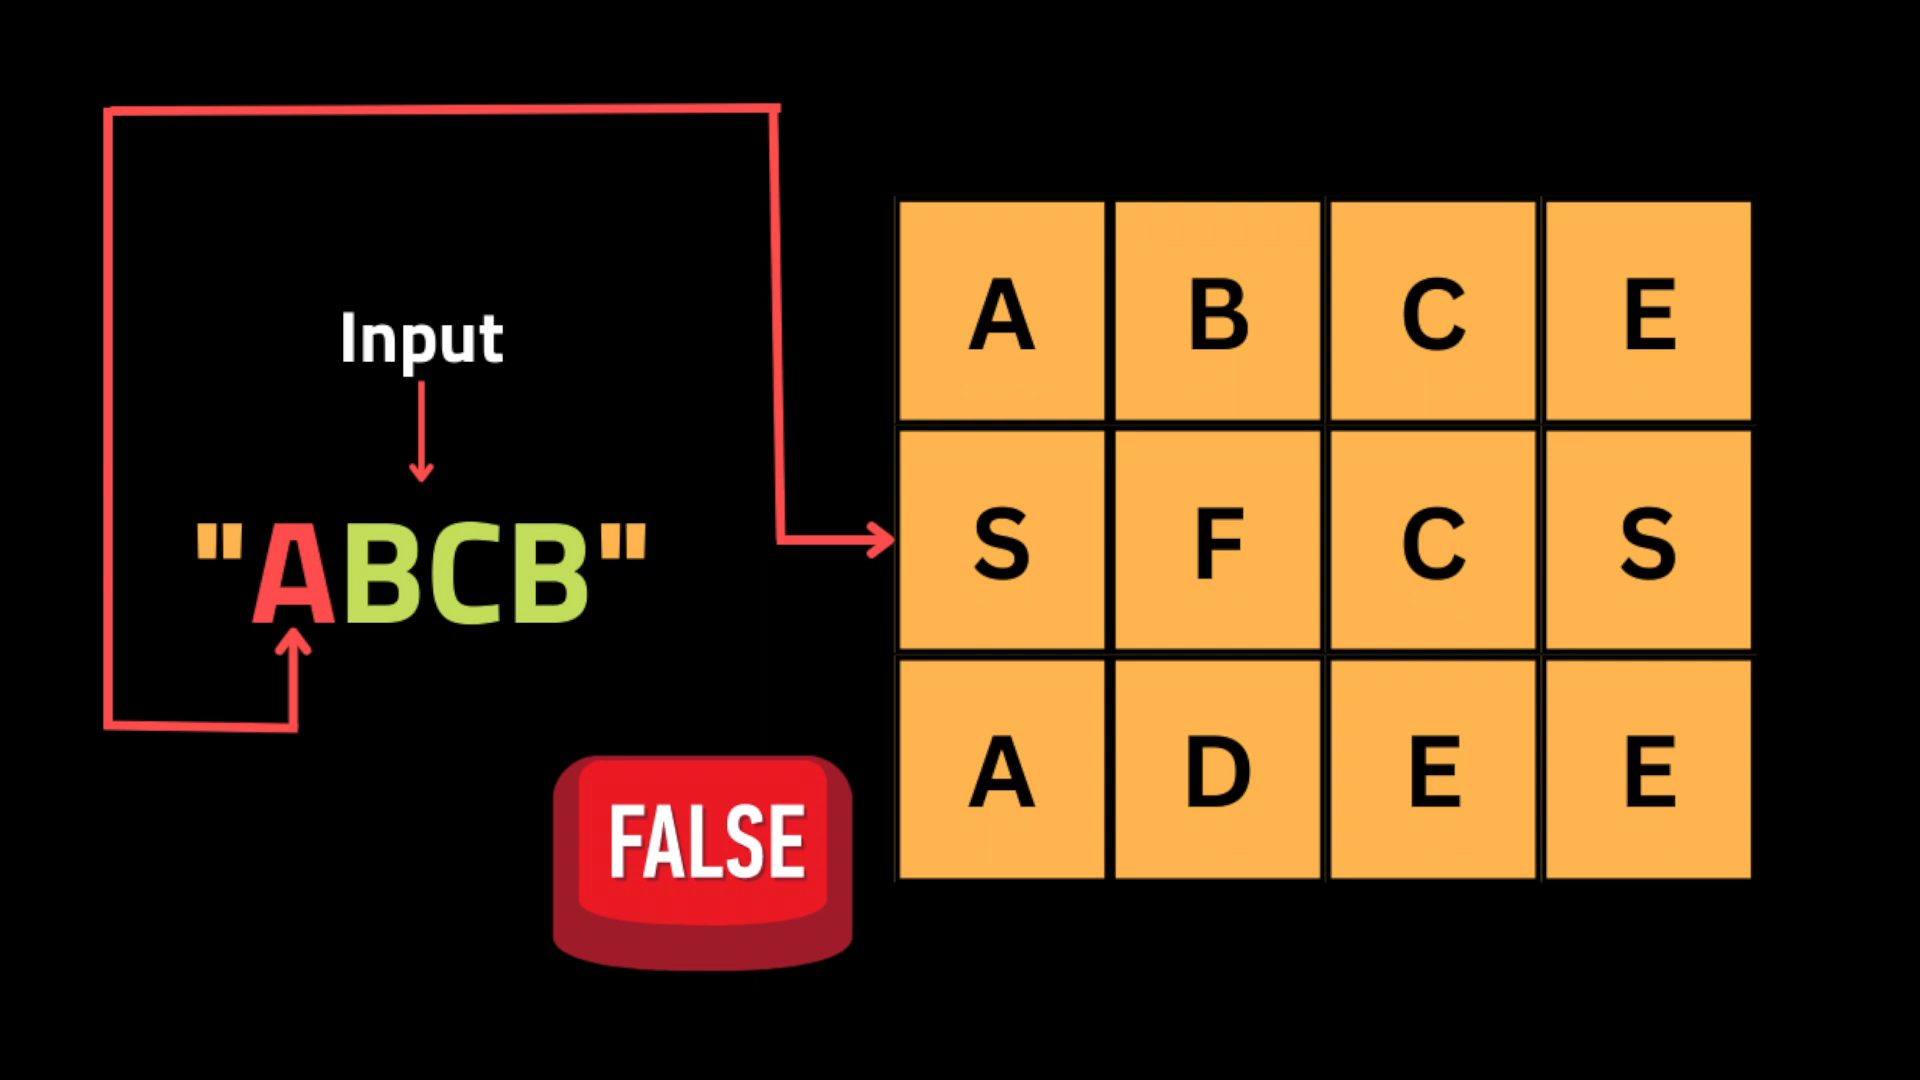 Input
"ABCB"
FALSE
A B C E
S F C S
A D E E